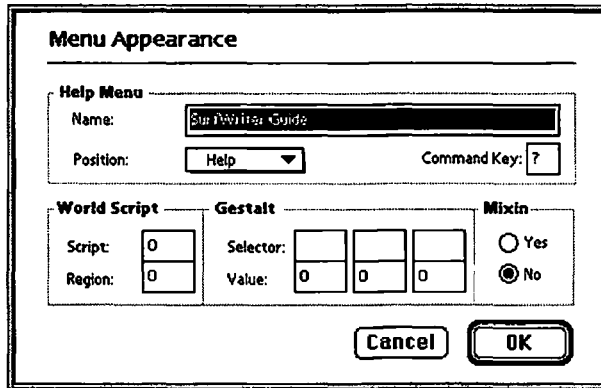 Menu Appearance
Help Menu
Name: SurfWriter Guide
Position: Help Command Key: ?
World Script Gestalt Mixin
Script: 0 Selector: Yes
Region: 0 Value: 0 0 0 No
Cancel OK